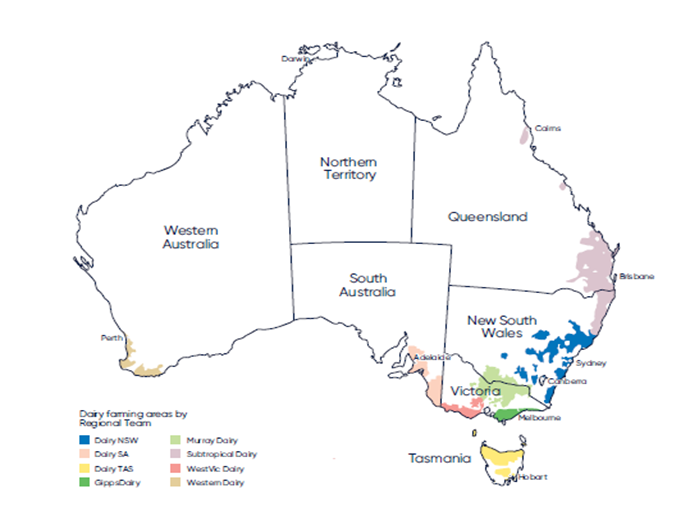 Darwin
Cairns
Northern
Territory
Queensland
Western
Australia
South
Australia
Brisbane
New South
Wales
Perth
Adelaide
Sydney
Canberra
Victoria
Melbourne
Dairy farming areas by
Regional Team
Dairy NSW
Murray Dairy
Dairy SA
Subtropical Dairy
Dairy TAS
WestVic Dairy
GippsDairy
Western Dairy
Tasmania
Hobart